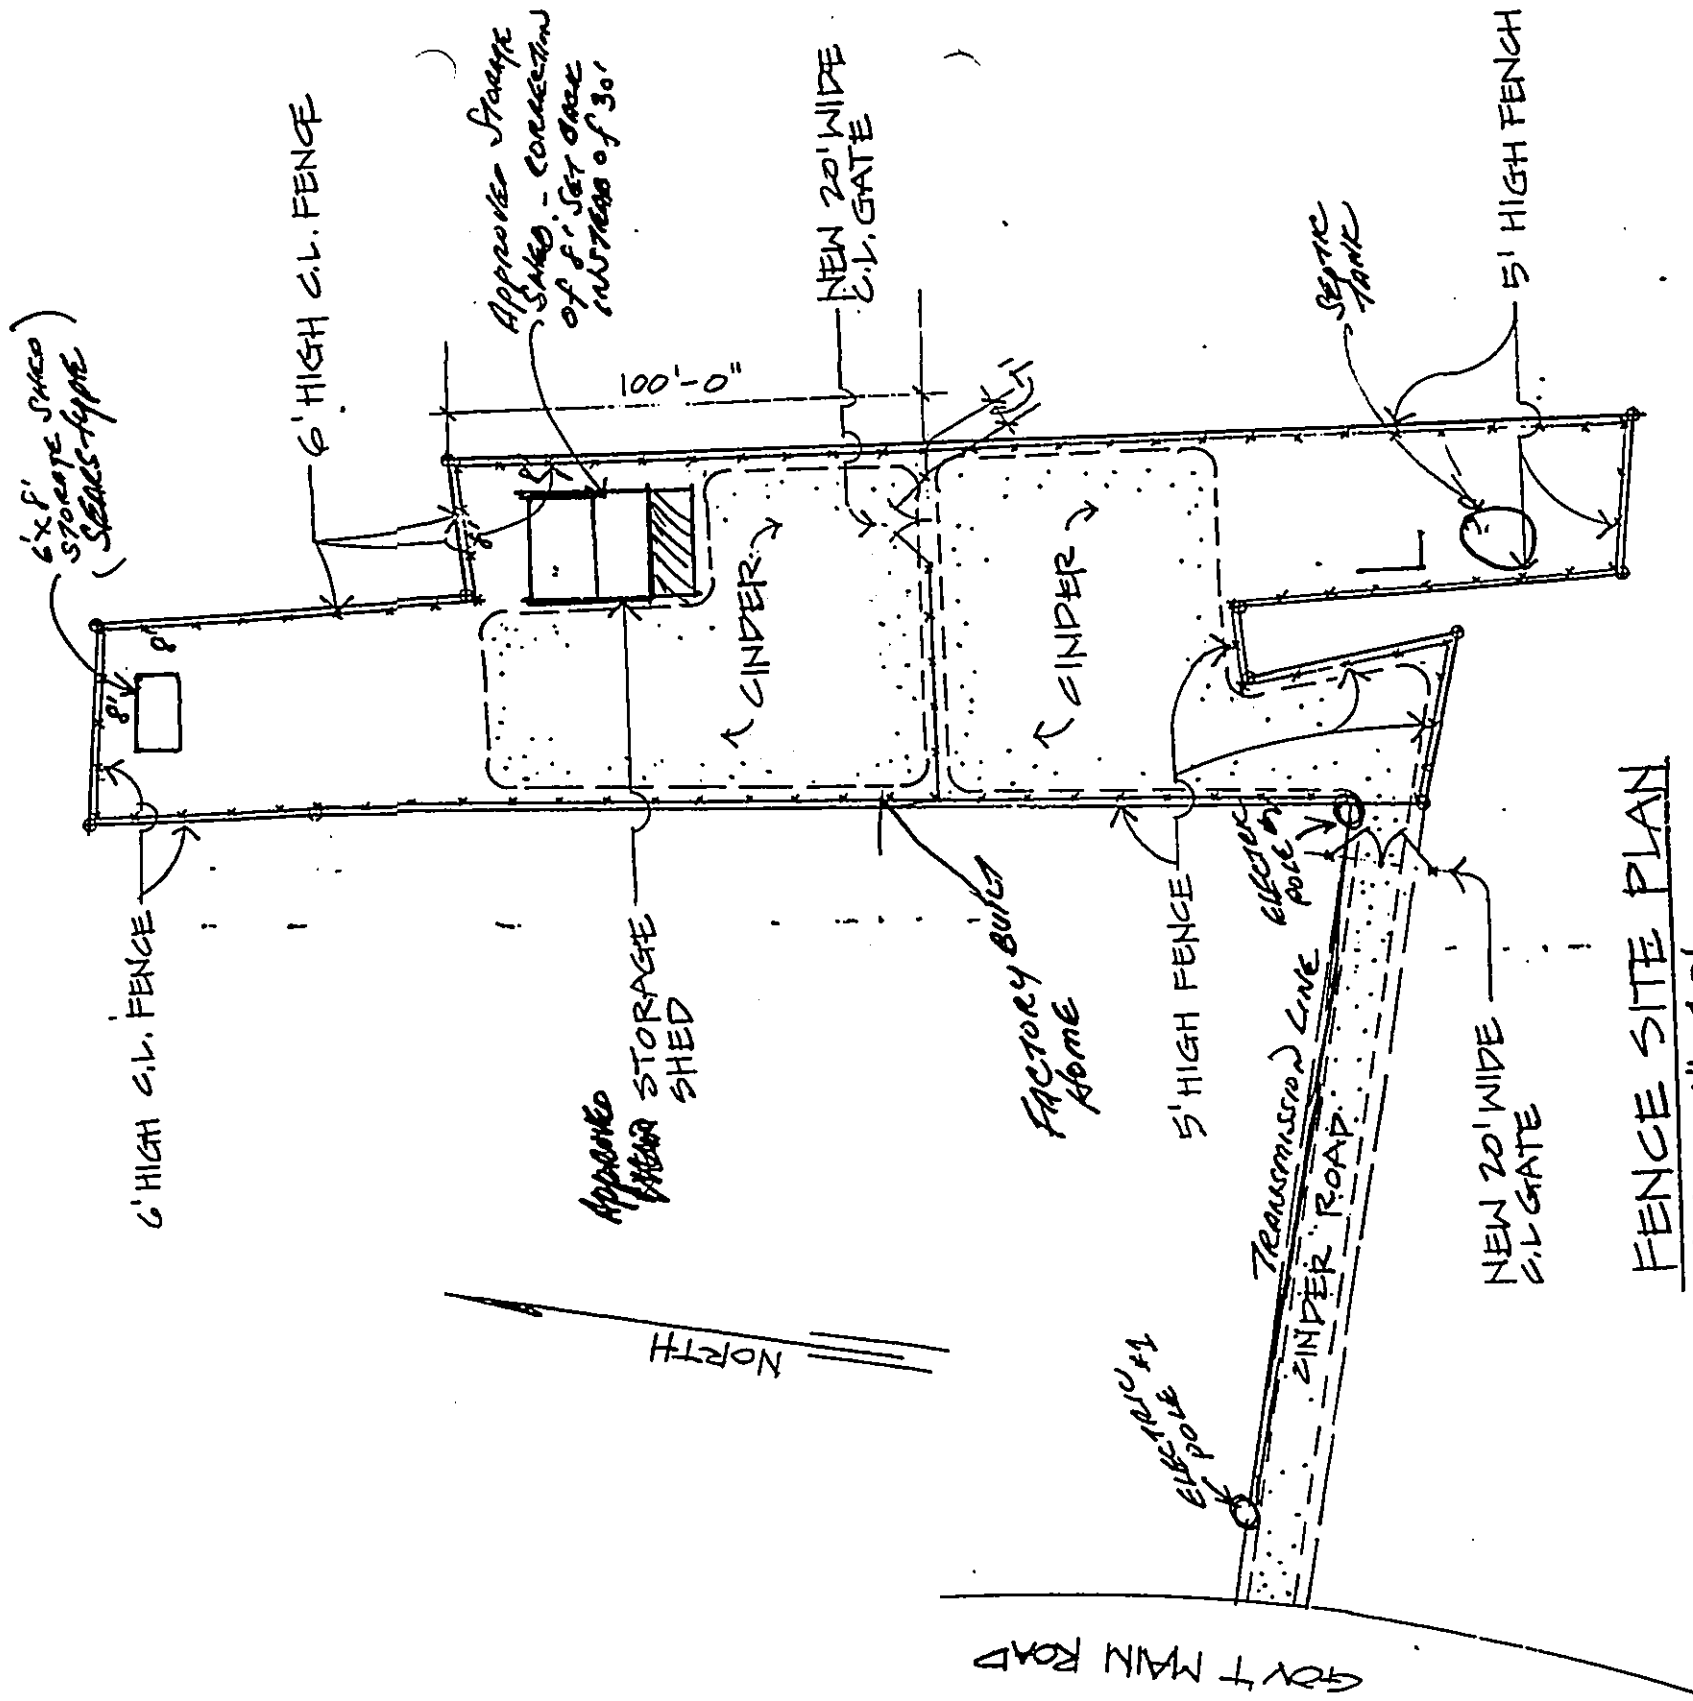 6'x8'
STORAGE SHED
(SEARS type)
6' HIGH C.L. FENCE
APPROVED STORAGE
SHED - CORRECTION
of 8' SET BACK
INSTEAD of 30'
NEW 20' WIDE
C.L. GATE
100'-0"
SEPTIC
TANK
5' HIGH FENCE
8'
8'
8'
8'
CINDER
CINDER
6' HIGH C.L. FENCE
APPROVED
STORAGE
SHED
FACTORY BUILT
HOME
5' HIGH FENCE
ELECTRIC
POLE
TRANSMISSION LINE
CINDER ROAD
NEW 20' WIDE
C.L. GATE
NORTH
ELECTRIC #1
POLE
GOV'T MAIN ROAD
FENCE SITE PLAN